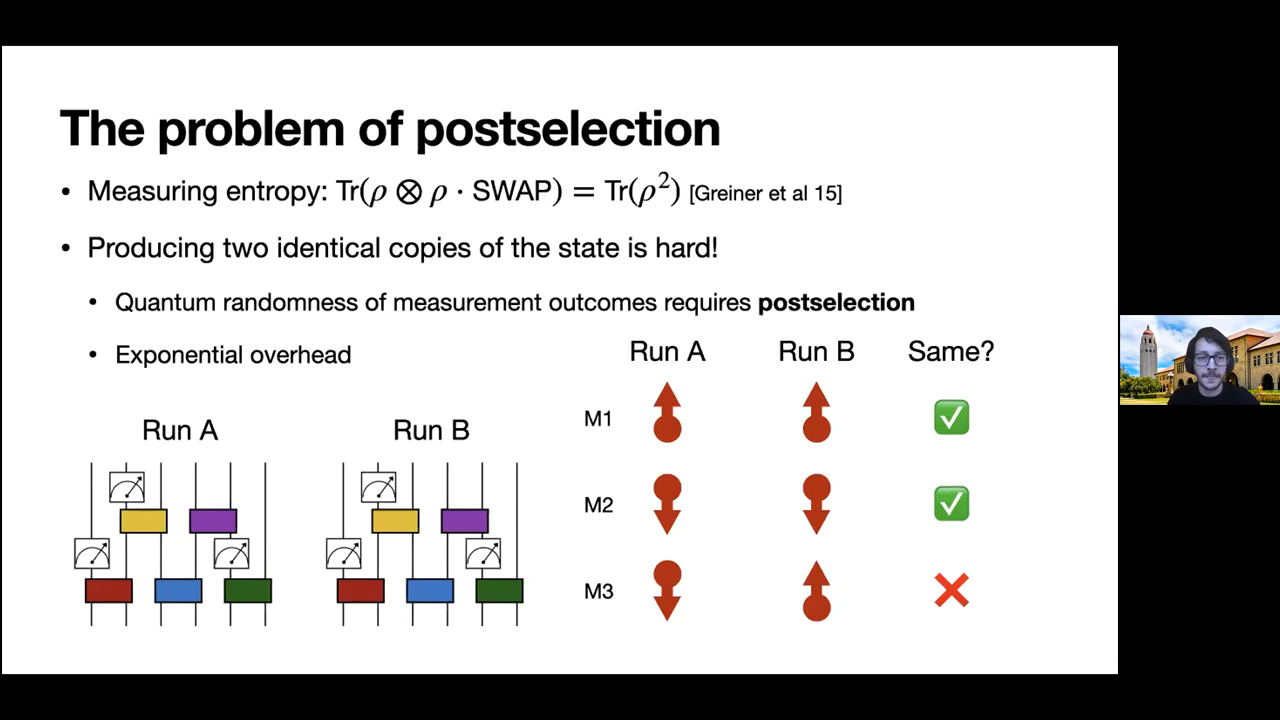 The problem of postselection
• Measuring entropy: Tr(ρ ⊗ ρ · SWAP) = Tr(ρ²) [Greiner et al 15]
• Producing two identical copies of the state is hard!
• Quantum randomness of measurement outcomes requires postselection
• Exponential overhead
Run A Run B Same?
M1
Run A Run B
M2
M3